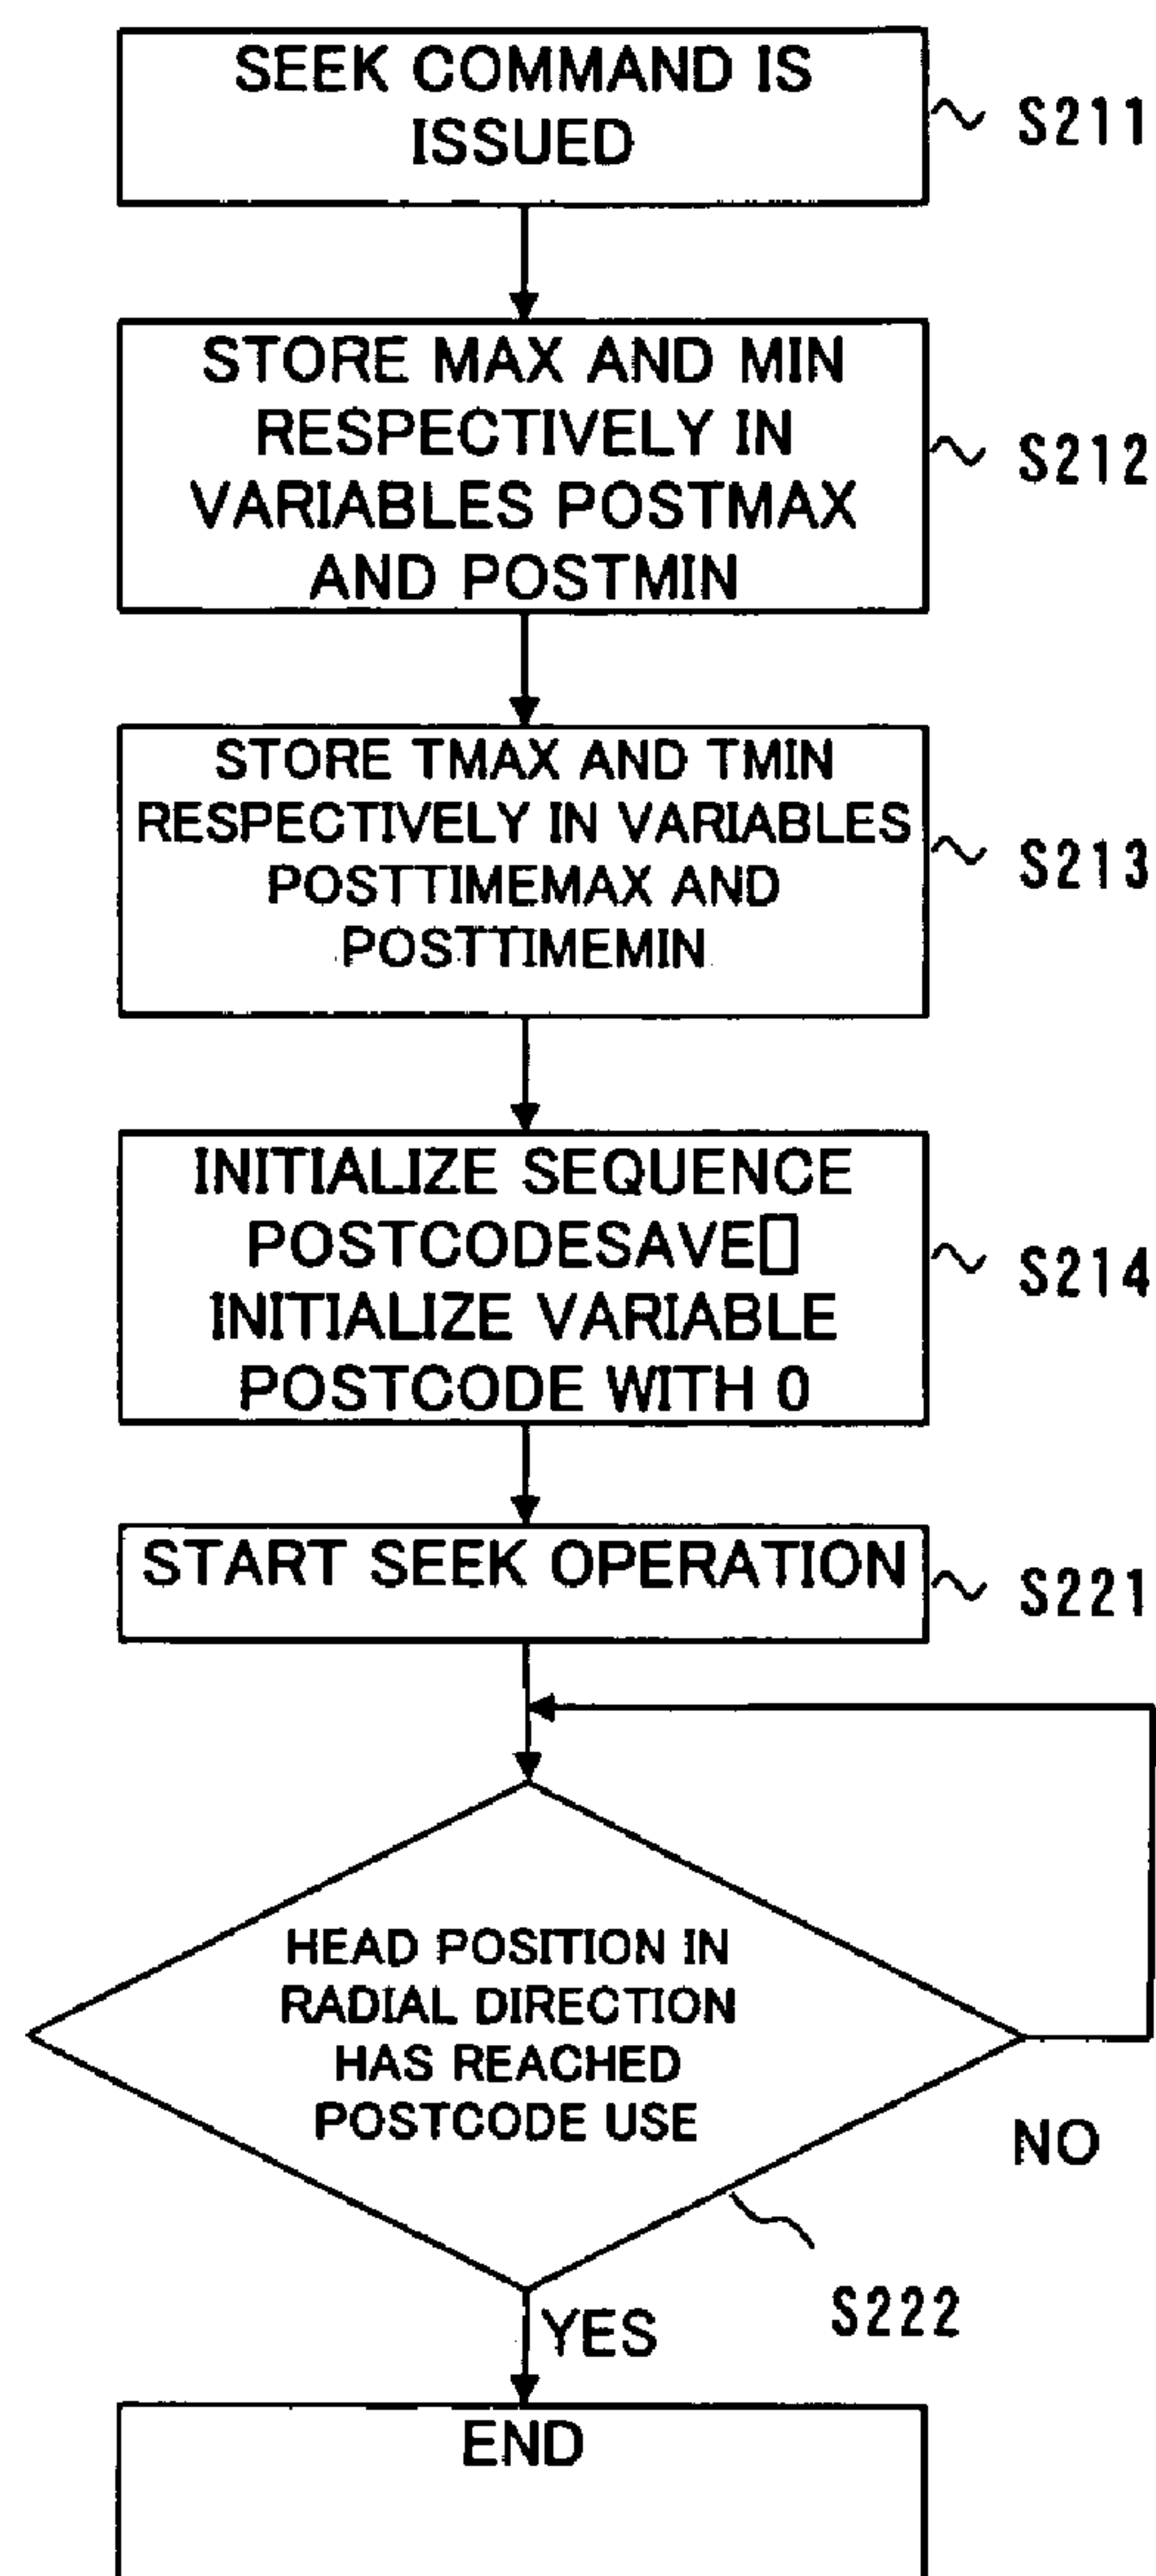 SEEK COMMAND IS
ISSUED
S211
STORE MAX AND MIN
RESPECTIVELY IN
VARIABLES POSTMAX
AND POSTMIN
S212
STORE TMAX AND TMIN
RESPECTIVELY IN VARIABLES
POSTTIMEMAX AND
POSTTIMEMIN
S213
INITIALIZE SEQUENCE
POSTCODESAVE[]
INITIALIZE VARIABLE
POSTCODE WITH 0
S214
START SEEK OPERATION
S221
HEAD POSITION IN
RADIAL DIRECTION
HAS REACHED
POSTCODE USE
NO
S222
YES
END